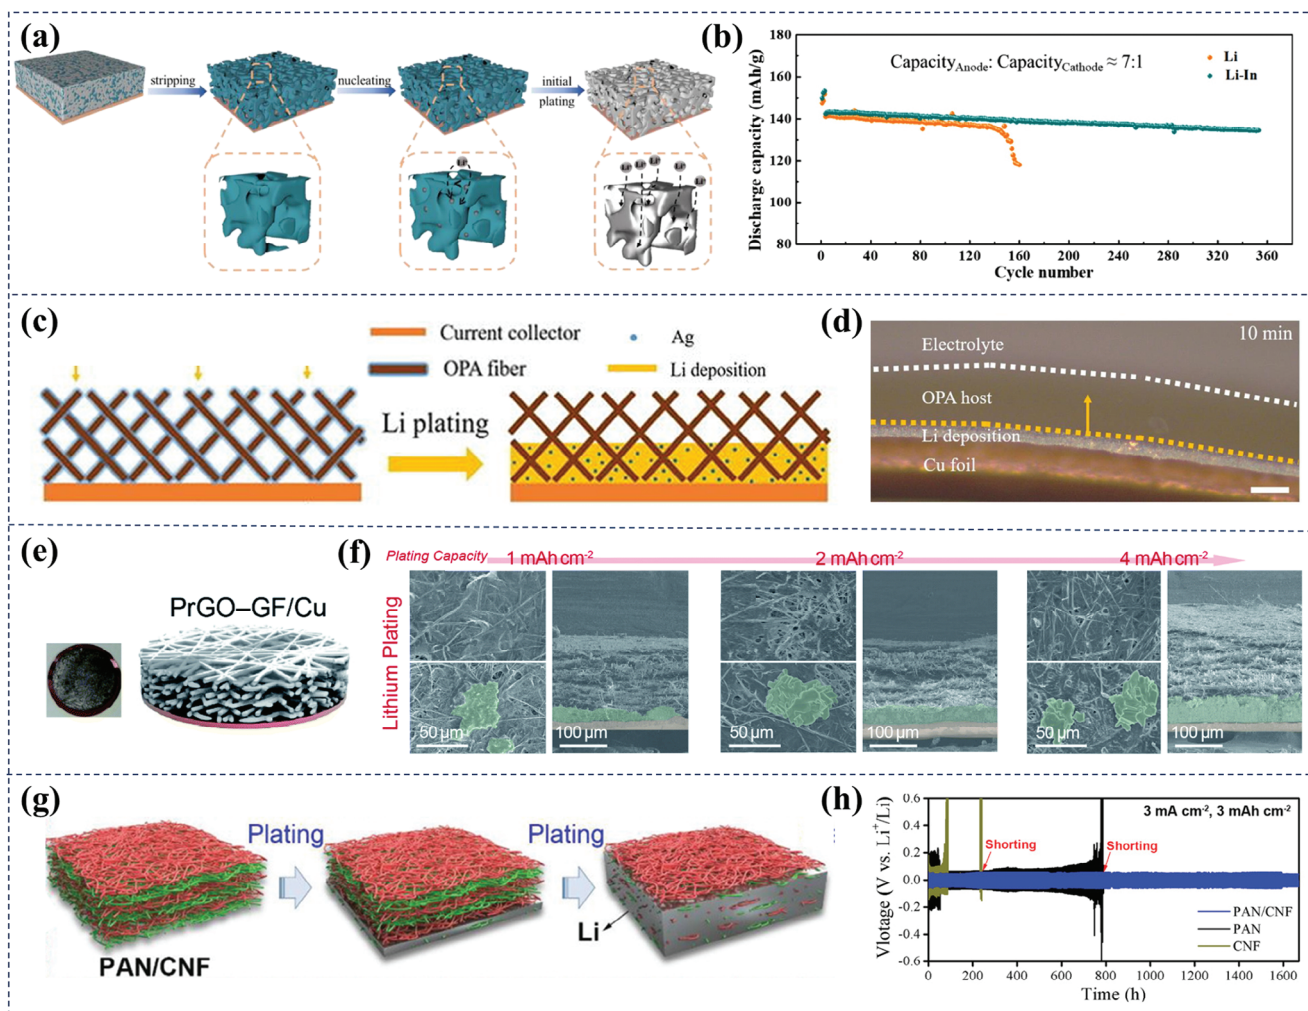 (a)
stripping
nucleating
initial
plating
Li⁺
Li⁺ Li⁺ Li⁺ Li⁺ Li⁺
(b)
Discharge capacity (mAh/g)
180
160
140
120
100
80
Capacity_Anode: Capacity_Cathode ≈ 7:1
Li
Li-In
0 40 80 120 160 200 240 280 320 360
Cycle number
(c)
Current collector
Ag
OPA fiber
Li deposition
Li plating
(d)
10 min
Electrolyte
OPA host
Li deposition
Cu foil
(e)
PrGO–GF/Cu
(f)
Plating Capacity 1 mAh cm⁻² 2 mAh cm⁻² 4 mAh cm⁻²
Lithium Plating
50 μm 100 μm 50 μm 100 μm 50 μm 100 μm
(g)
Plating
Plating
PAN/CNF
Li
(h)
Vlotage (V vs. Li⁺/Li)
0.6
0.4
0.2
0.0
-0.2
-0.4
-0.6
3 mA cm⁻², 3 mAh cm⁻²
Shorting
Shorting
PAN/CNF
PAN
CNF
0 200 400 600 800 1000 1200 1400 1600
Time (h)